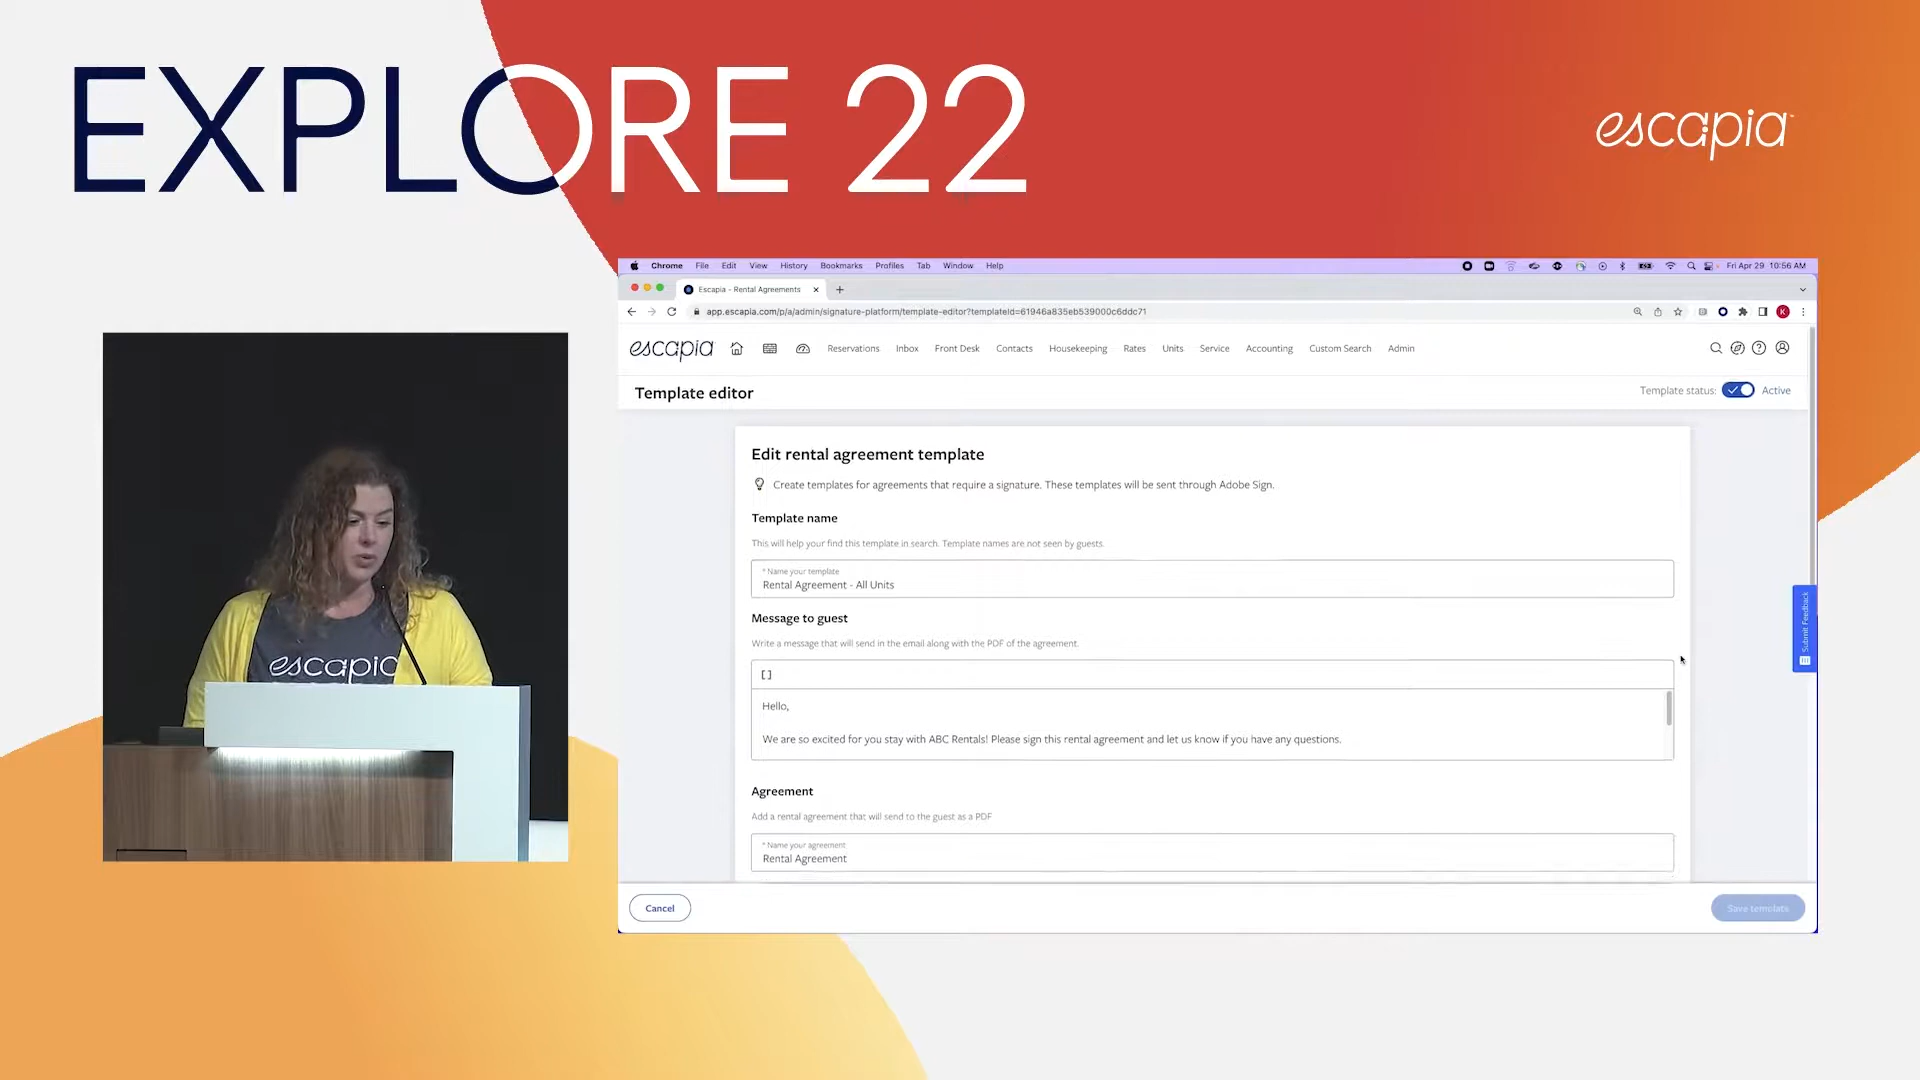 EXPLORE 22
escapia
Chrome File Edit View History Bookmarks Profiles Tab Window Help Fri Apr 29 10:56 AM
Escapia - Rental Agreements
app.escapia.com/p/a/admin/signature-platform/template-editor?templateId=61946a835eb539000c6ddc71
K
escapia Reservations Inbox Front Desk Contacts Housekeeping Rates Units Service Accounting Custom Search Admin
Template editor
Template status: Active
Edit rental agreement template
Create templates for agreements that require a signature. These templates will be sent through Adobe Sign.
Template name
This will help your find this template in search. Template names are not seen by guests.
* Name your template
Rental Agreement - All Units
Message to guest
Write a message that will send in the email along with the PDF of the agreement.
[ ]
Hello,
We are so excited for you stay with ABC Rentals! Please sign this rental agreement and let us know if you have any questions.
Agreement
Add a rental agreement that will send to the guest as a PDF
* Name your agreement
Rental Agreement
Cancel
Save template
Submit Feedback
escapia